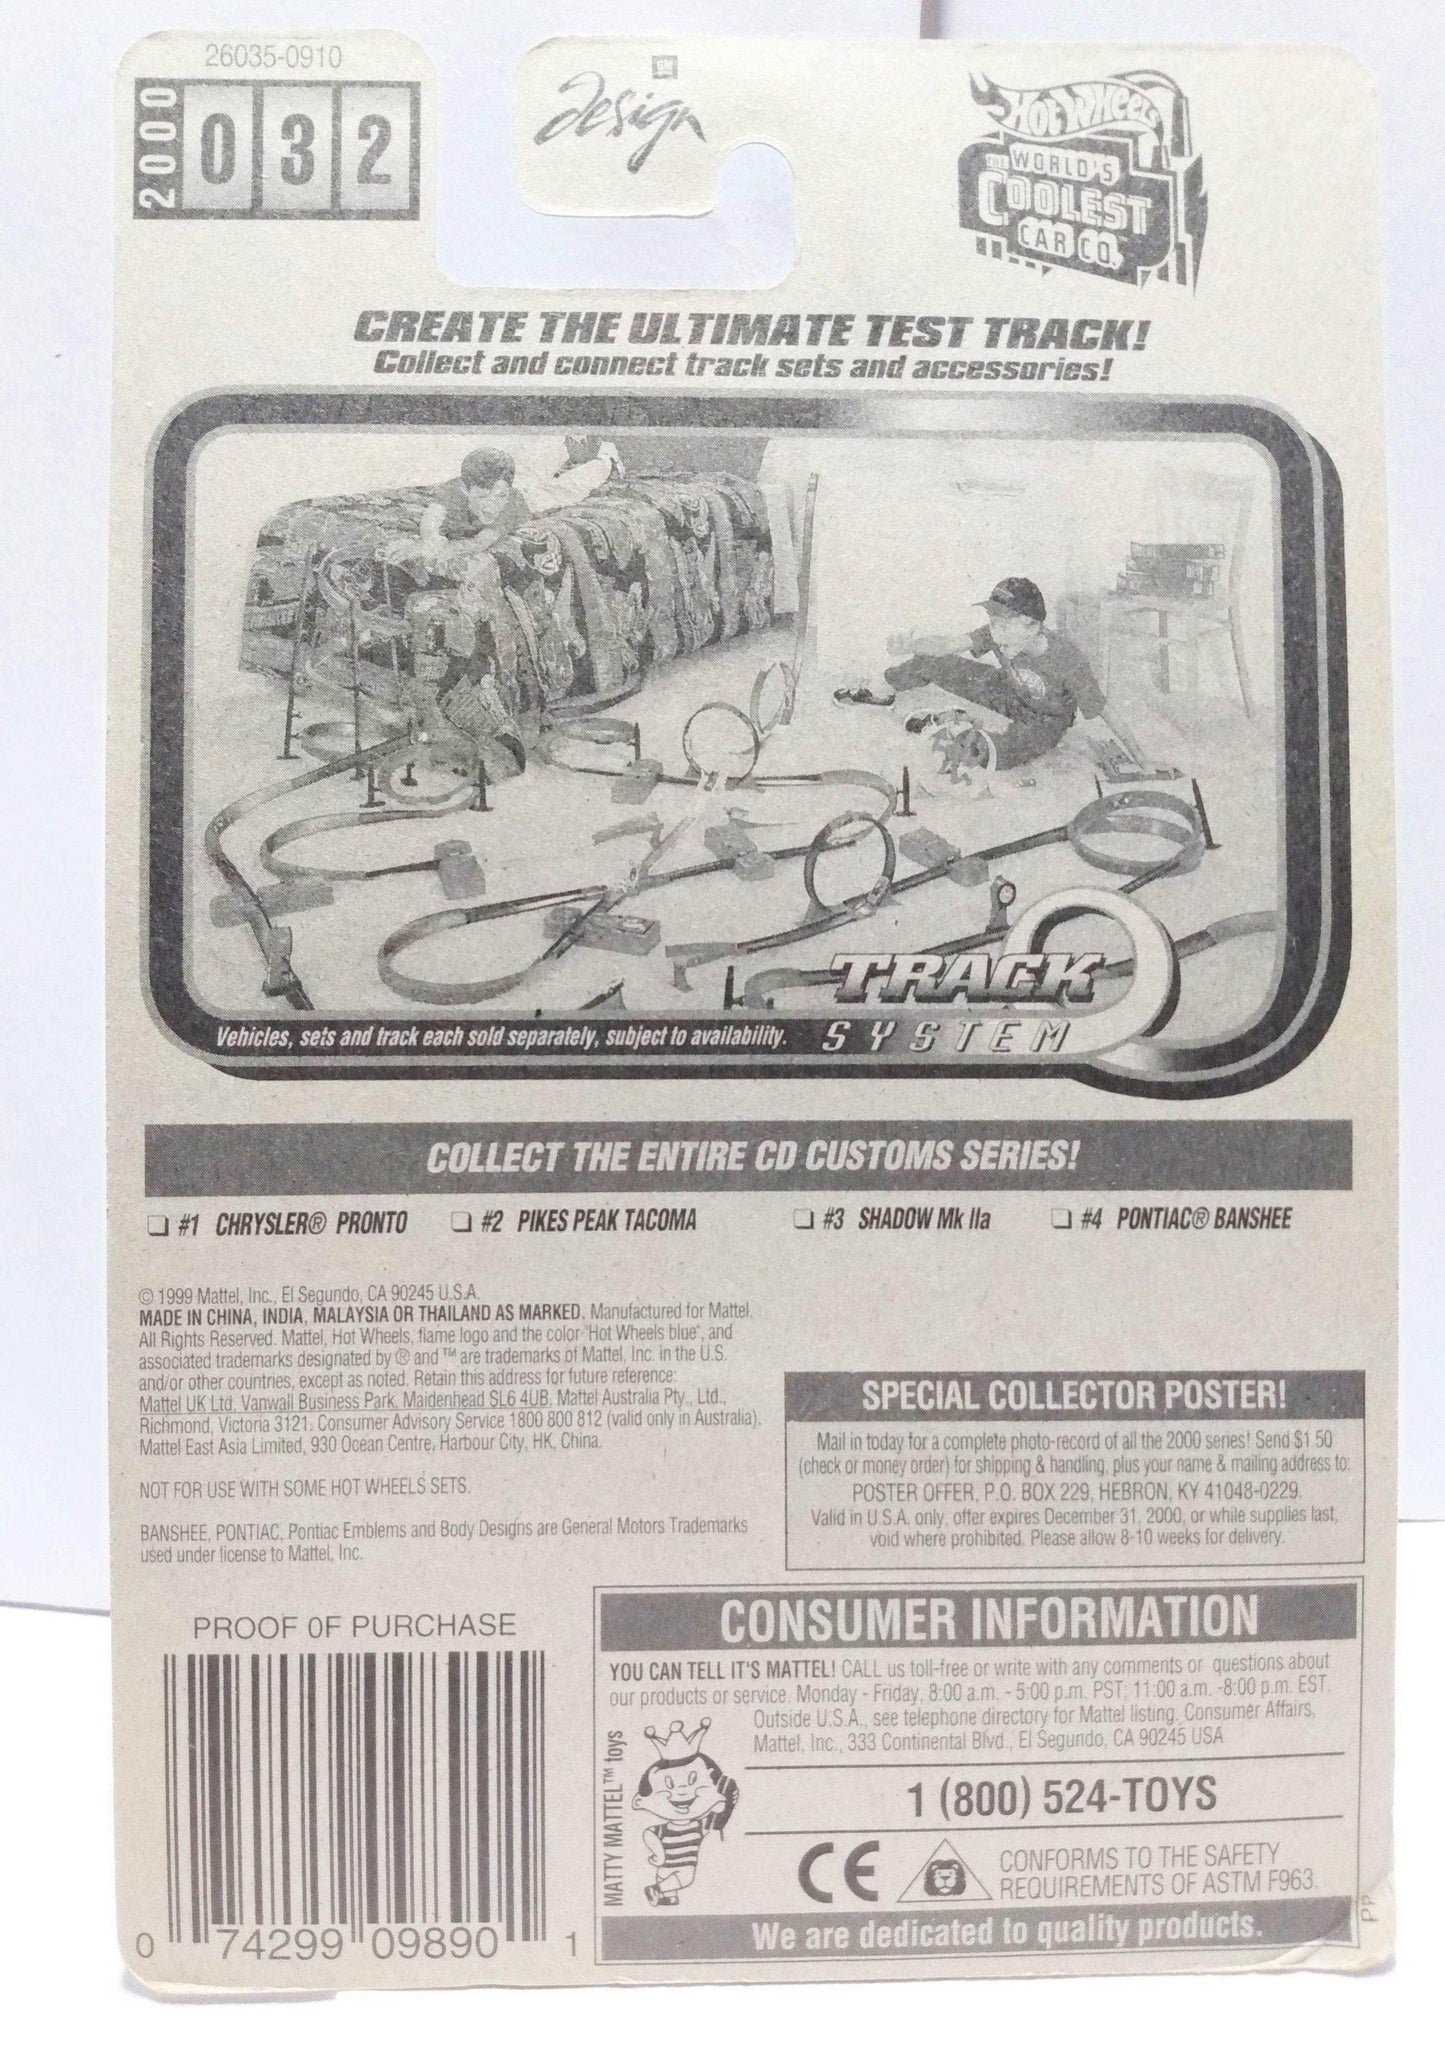 26035-0910
2000
032
GM
Design
Hot Wheels
THE WORLD'S
COOLEST
CAR CO.™
CREATE THE ULTIMATE TEST TRACK!
Collect and connect track sets and accessories!
TRACK
SYSTEM
Vehicles, sets and track each sold separately, subject to availability.
COLLECT THE ENTIRE CD CUSTOMS SERIES!
❏ #1 CHRYSLER® PRONTO ❏ #2 PIKES PEAK TACOMA ❏ #3 SHADOW Mk IIa ❏ #4 PONTIAC® BANSHEE
© 1999 Mattel, Inc., El Segundo, CA 90245 U.S.A.
MADE IN CHINA, INDIA, MALAYSIA OR THAILAND AS MARKED. Manufactured for Mattel.
All Rights Reserved. Mattel, Hot Wheels, flame logo and the color "Hot Wheels blue", and
associated trademarks designated by ® and ™ are trademarks of Mattel, Inc. in the U.S.
and/or other countries, except as noted. Retain this address for future reference:
Mattel UK Ltd, Vanwall Business Park, Maidenhead SL6 4UB. Mattel Australia Pty., Ltd.,
Richmond, Victoria 3121. Consumer Advisory Service 1800 800 812 (valid only in Australia).
Mattel East Asia Limited, 930 Ocean Centre, Harbour City, HK, China.
NOT FOR USE WITH SOME HOT WHEELS SETS.
BANSHEE, PONTIAC, Pontiac Emblems and Body Designs are General Motors Trademarks
used under license to Mattel, Inc.
SPECIAL COLLECTOR POSTER!
Mail in today for a complete photo-record of all the 2000 series! Send $1.50
(check or money order) for shipping & handling, plus your name & mailing address to:
POSTER OFFER, P.O. BOX 229, HEBRON, KY 41048-0229.
Valid in U.S.A. only, offer expires December 31, 2000, or while supplies last,
void where prohibited. Please allow 8-10 weeks for delivery.
PROOF OF PURCHASE
0 74299 09890 1
CONSUMER INFORMATION
YOU CAN TELL IT'S MATTEL! CALL us toll-free or write with any comments or questions about
our products or service. Monday - Friday, 8:00 a.m. - 5:00 p.m. PST; 11:00 a.m. -8:00 p.m. EST.
Outside U.S.A., see telephone directory for Mattel listing. Consumer Affairs,
Mattel, Inc., 333 Continental Blvd., El Segundo, CA 90245 USA
MATTY MATTEL™ toys
1 (800) 524-TOYS
CE
CONFORMS TO THE SAFETY
REQUIREMENTS OF ASTM F963.
We are dedicated to quality products.
PP